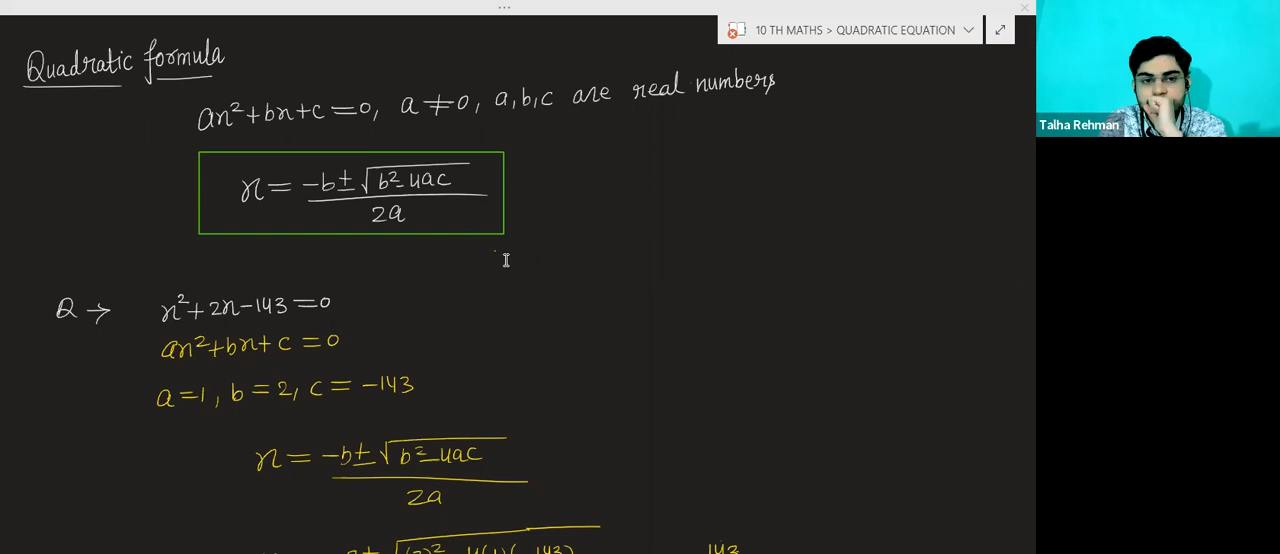 ...
10 TH MATHS > QUADRATIC EQUATION
Quadratic formula
ax²+bx+c=0, a≠0, a,b,c are real numbers
x = -b±√b²-4ac
2a
Talha Rehman
Q → x²+2x-143=0
ax²+bx+c=0
a=1, b=2, c=-143
x = -b±√b²-4ac
2a
143